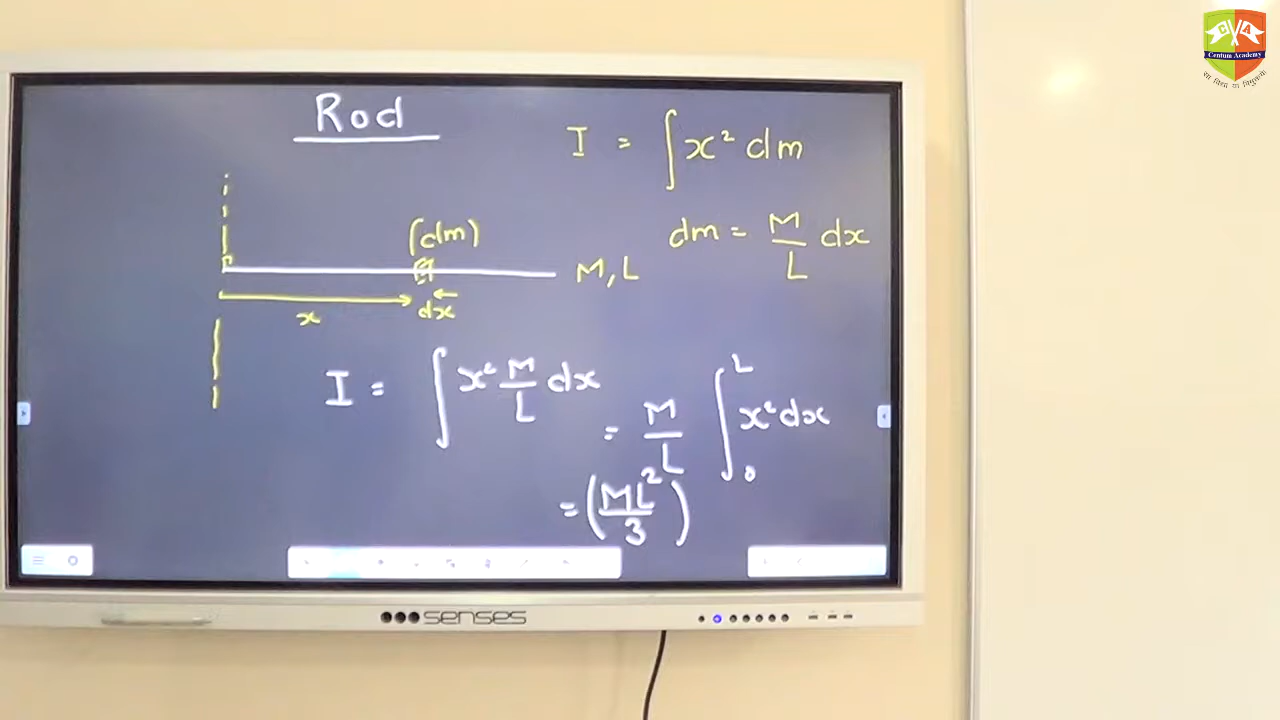 Rod
I = ∫ x² dm
(dm)
dm = M/L dx
M, L
x
dx
I = ∫ x² M/L dx
= M/L ∫₀ᴸ x² dx
= (ML²/3)
senses
C A
Centum Academy